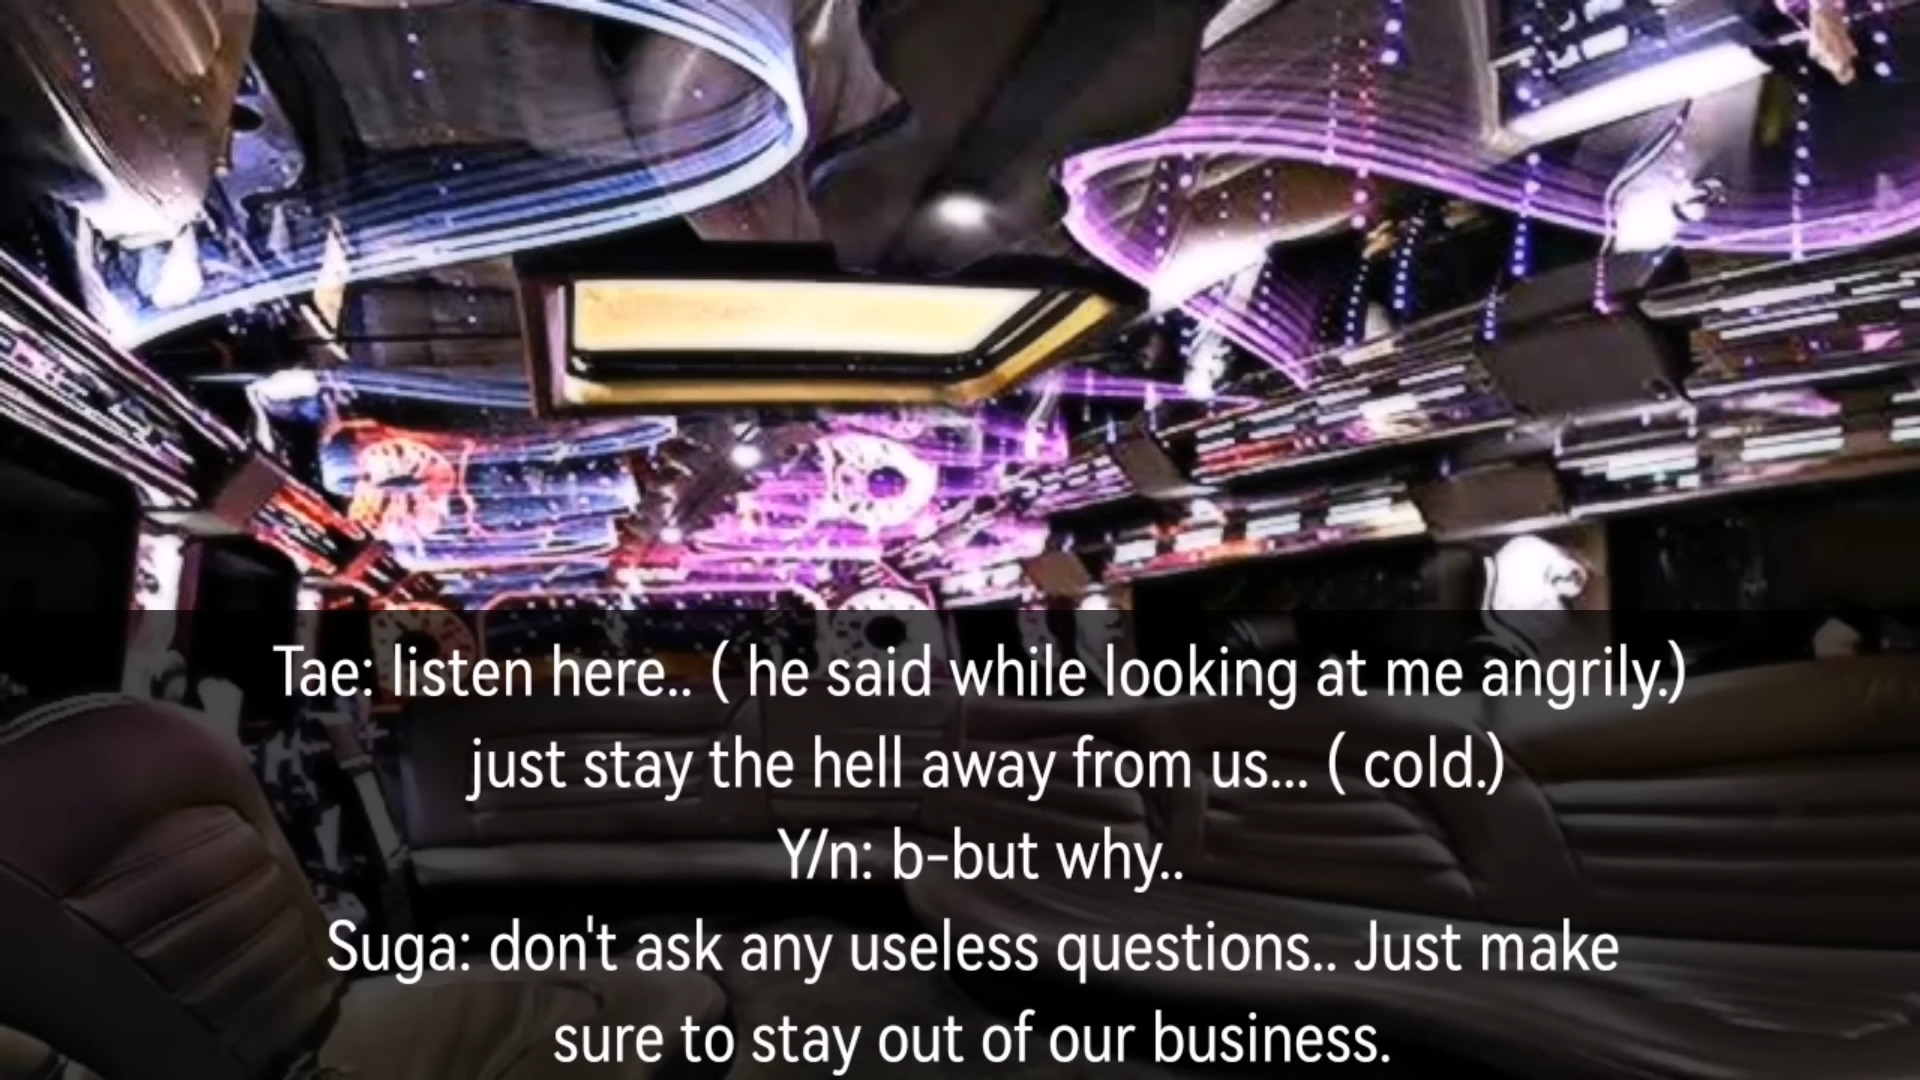 Tae: listen here.. ( he said while looking at me angrily.)
just stay the hell away from us... ( cold.)
Y/n: b-but why..
Suga: don't ask any useless questions.. Just make
sure to stay out of our business.